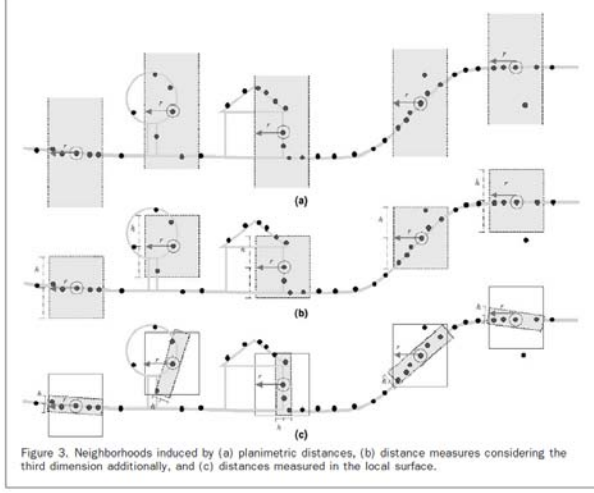 r
r
r
r
r
(a)
h
r
h
r
h
r
h
r
h
r
(b)
h
r
h
r
h
r
h
r
h
r
(c)
Figure 3. Neighborhoods induced by (a) planimetric distances, (b) distance measures considering the
third dimension additionally, and (c) distances measured in the local surface.